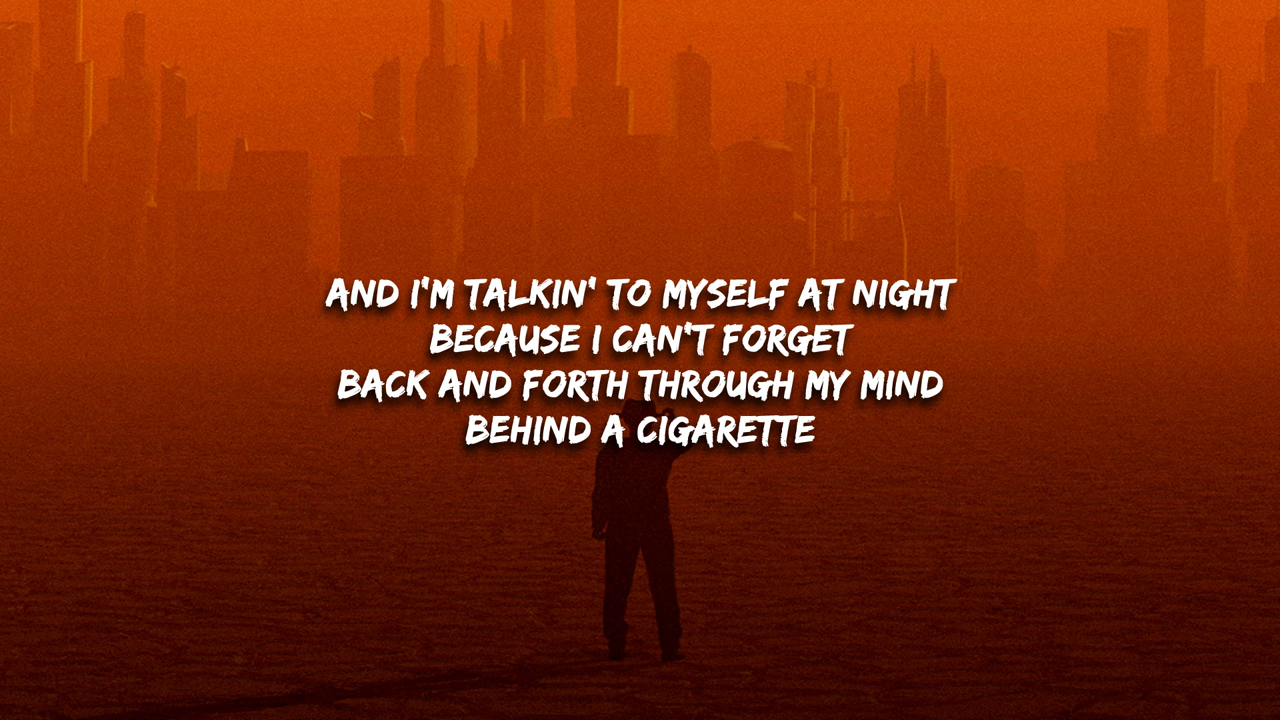 AND I'M TALKIN' TO MYSELF AT NIGHT
BECAUSE I CAN'T FORGET
BACK AND FORTH THROUGH MY MIND
BEHIND A CIGARETTE